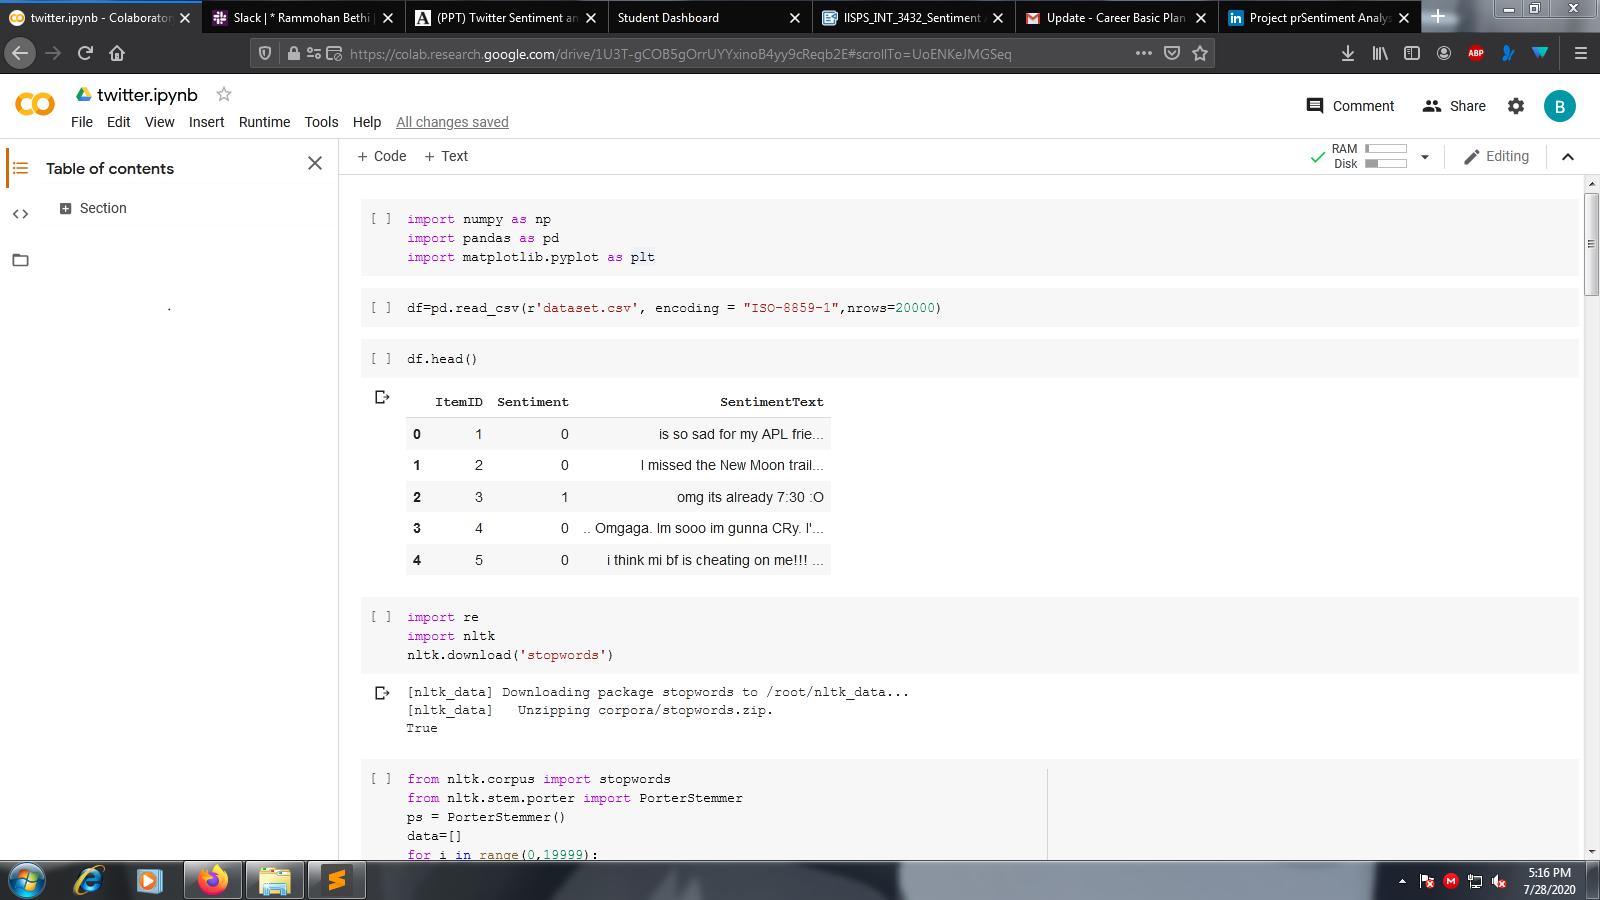 twitter.ipynb - Colaborator
Slack | * Rammohan Bethi |
(PPT) Twitter Sentiment an
Student Dashboard
IISPS_INT_3432_Sentiment A
Update - Career Basic Plan
Project prSentiment Analys
https://colab.research.google.com/drive/1U3T-gCOB5gOrrUYYxinoB4yy9cReqb2E#scrollTo=UoENKeJMGSeq
ABP
twitter.ipynb
File Edit View Insert Runtime Tools Help All changes saved
Comment Share B
Table of contents
Section
+ Code + Text
RAM
Disk
Editing
[ ] import numpy as np
import pandas as pd
import matplotlib.pyplot as plt
[ ] df=pd.read_csv(r'dataset.csv', encoding = "ISO-8859-1",nrows=20000)
[ ] df.head()
ItemID Sentiment SentimentText
0 1 0 is so sad for my APL frie...
1 2 0 I missed the New Moon trail...
2 3 1 omg its already 7:30 :O
3 4 0 .. Omgaga. Im sooo im gunna CRy. I'...
4 5 0 i think mi bf is cheating on me!!! ...
[ ] import re
import nltk
nltk.download('stopwords')
[nltk_data] Downloading package stopwords to /root/nltk_data...
[nltk_data]   Unzipping corpora/stopwords.zip.
True
[ ] from nltk.corpus import stopwords
from nltk.stem.porter import PorterStemmer
ps = PorterStemmer()
data=[]
for i in range(0,19999):
5:16 PM
7/28/2020